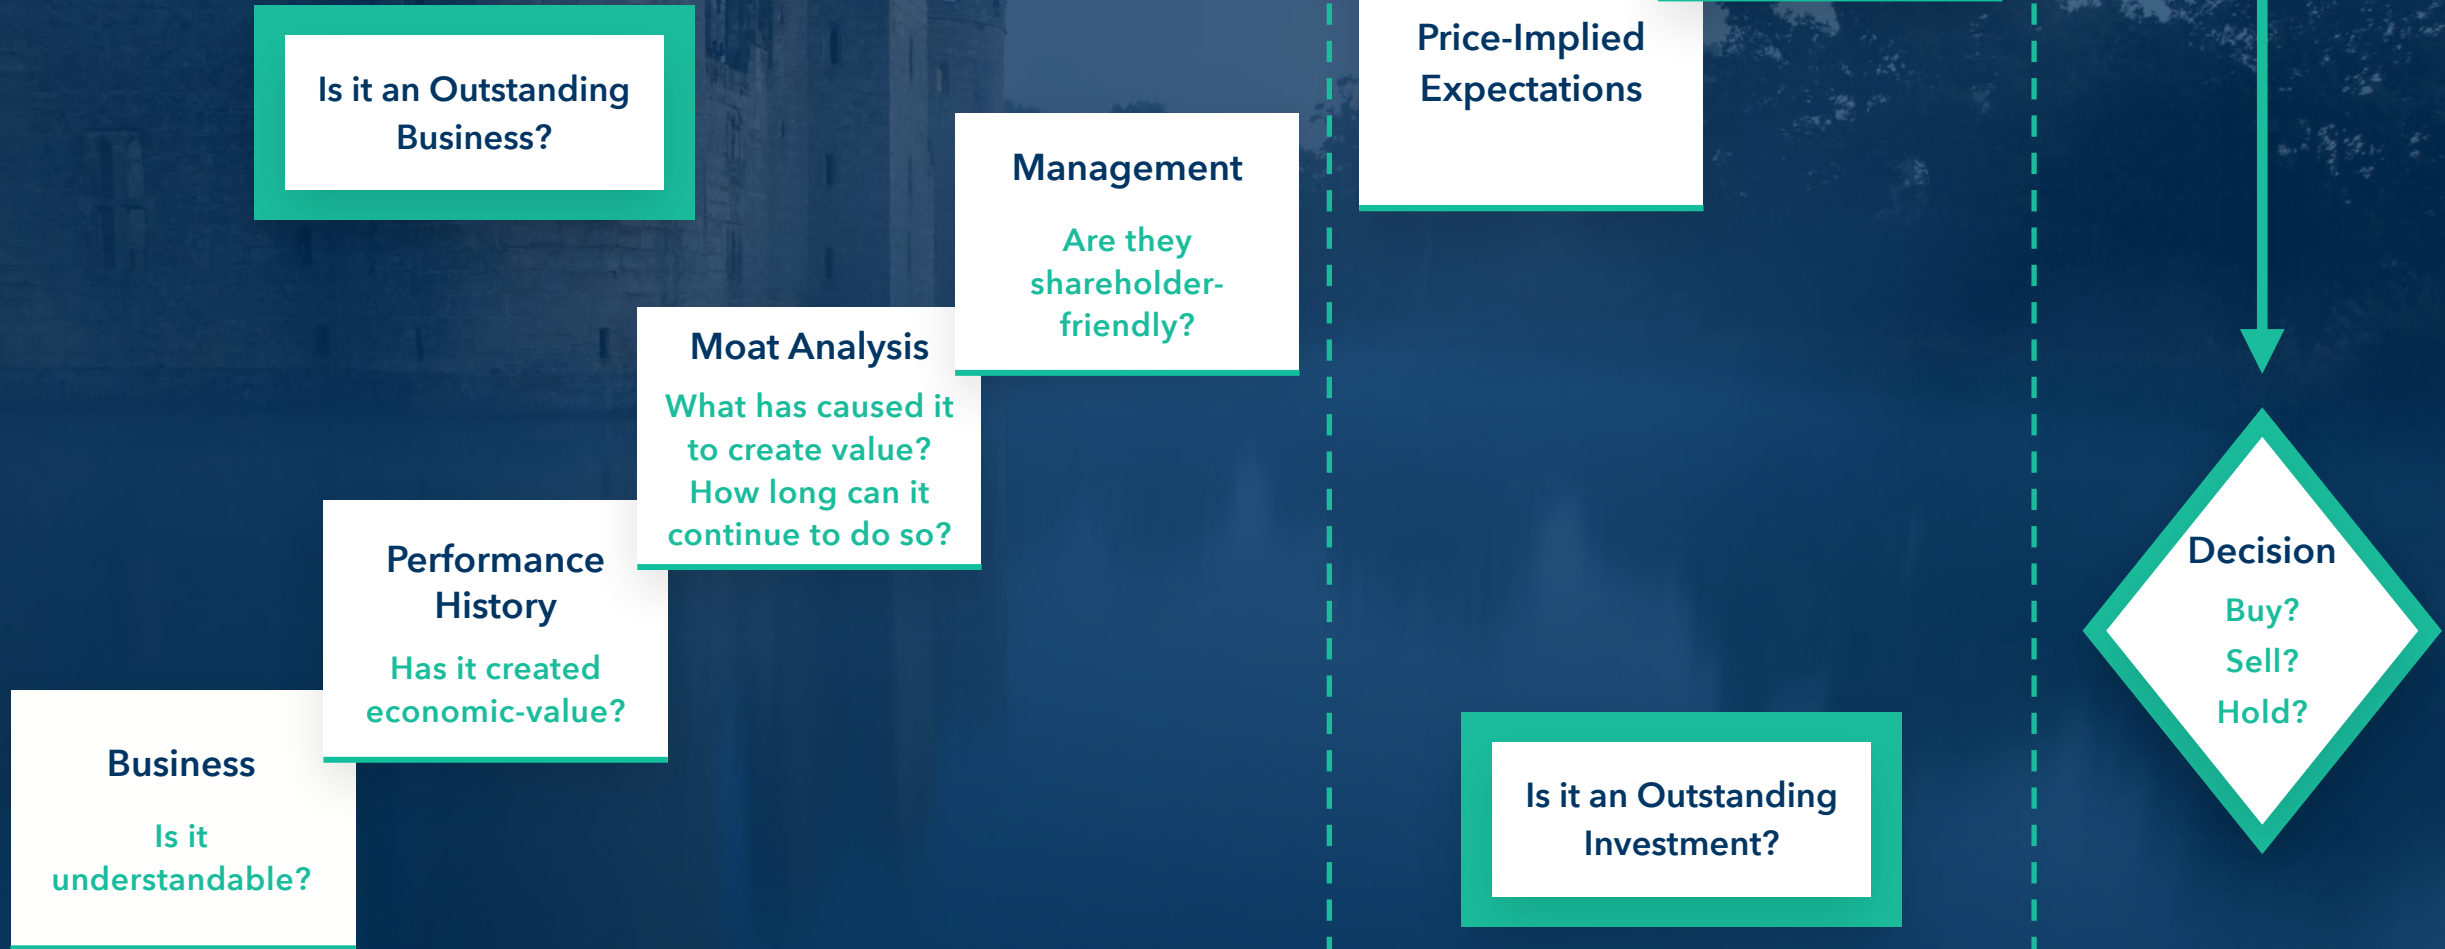 Is it an Outstanding
Business?
Business
Is it
understandable?
Performance
History
Has it created
economic-value?
Moat Analysis
What has caused it
to create value?
How long can it
continue to do so?
Management
Are they
shareholder-
friendly?
Price-Implied
Expectations
Is it an Outstanding
Investment?
Decision
Buy?
Sell?
Hold?